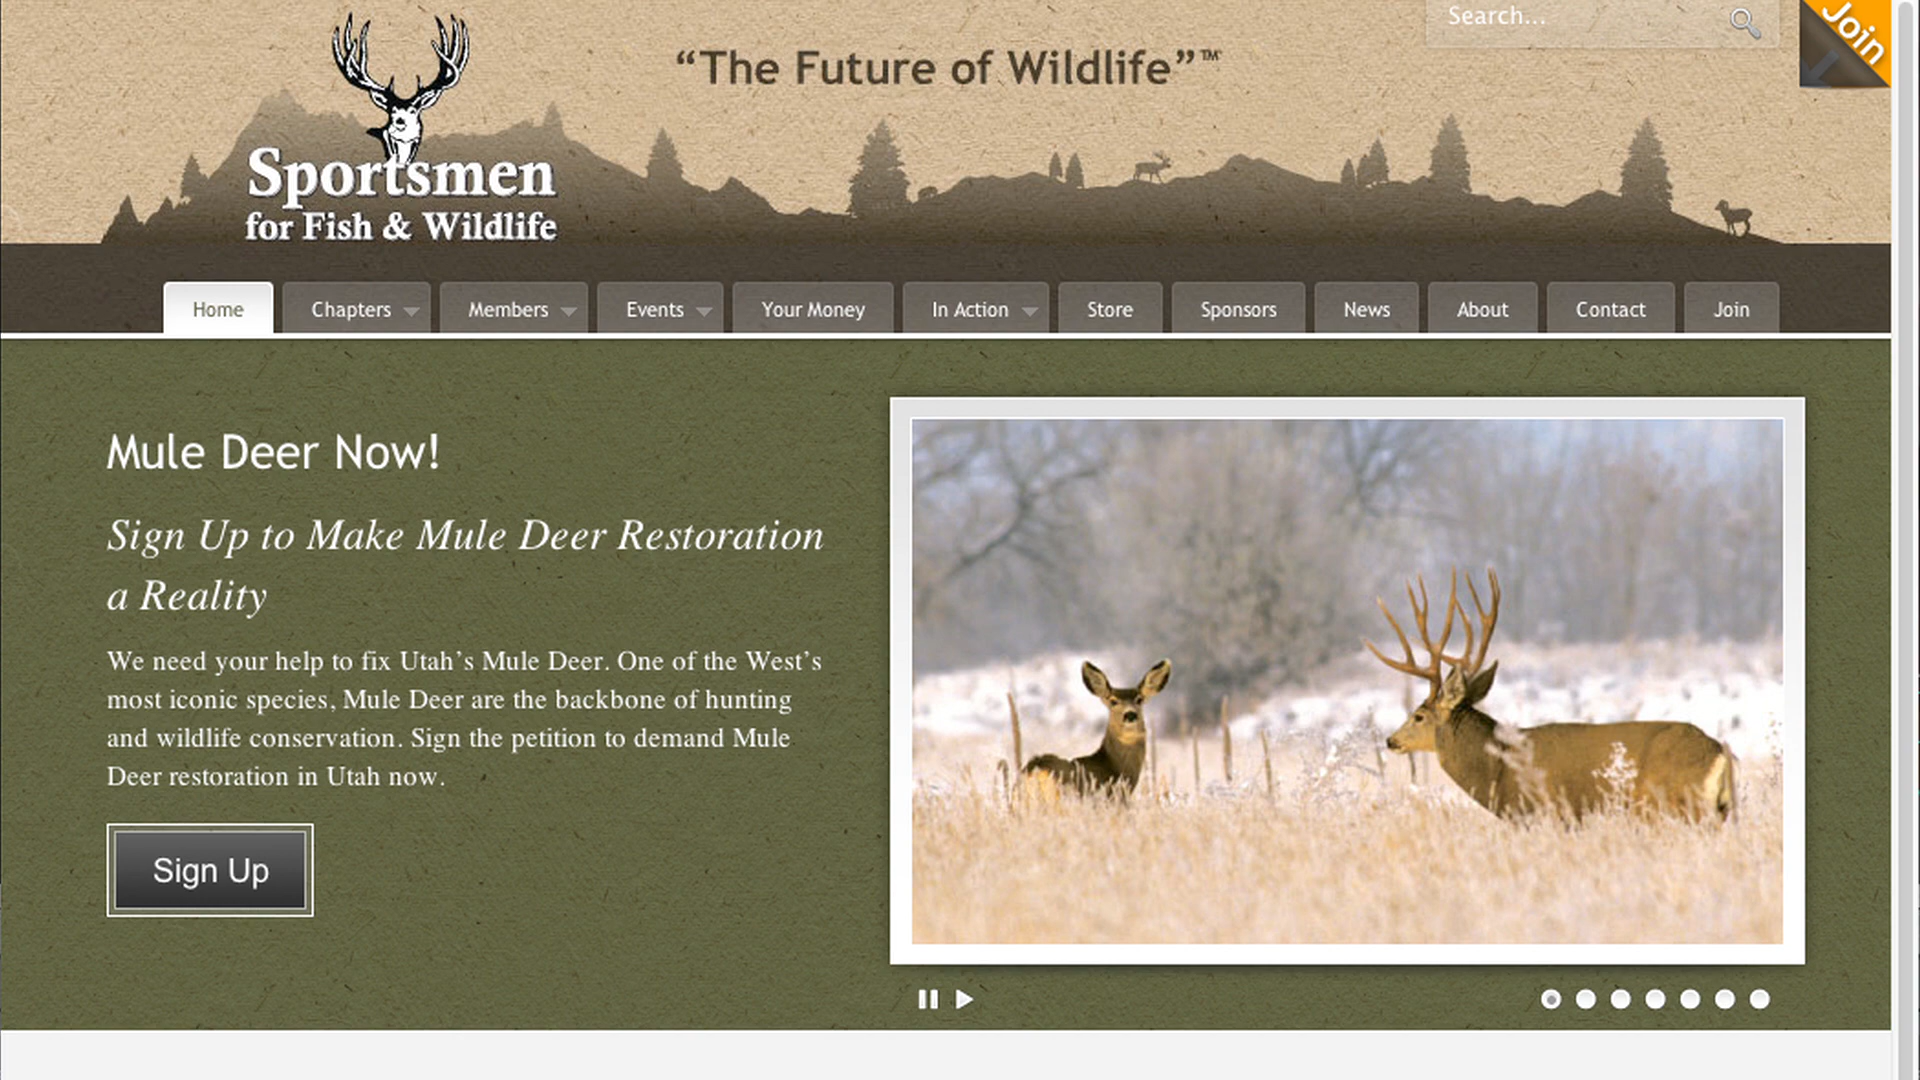 Search...
Join
“The Future of Wildlife”™
Sportsmen
for Fish & Wildlife
Home Chapters Members Events Your Money In Action Store Sponsors News About Contact Join
Mule Deer Now!
Sign Up to Make Mule Deer Restoration
a Reality
We need your help to fix Utah’s Mule Deer. One of the West’s
most iconic species, Mule Deer are the backbone of hunting
and wildlife conservation. Sign the petition to demand Mule
Deer restoration in Utah now.
Sign Up